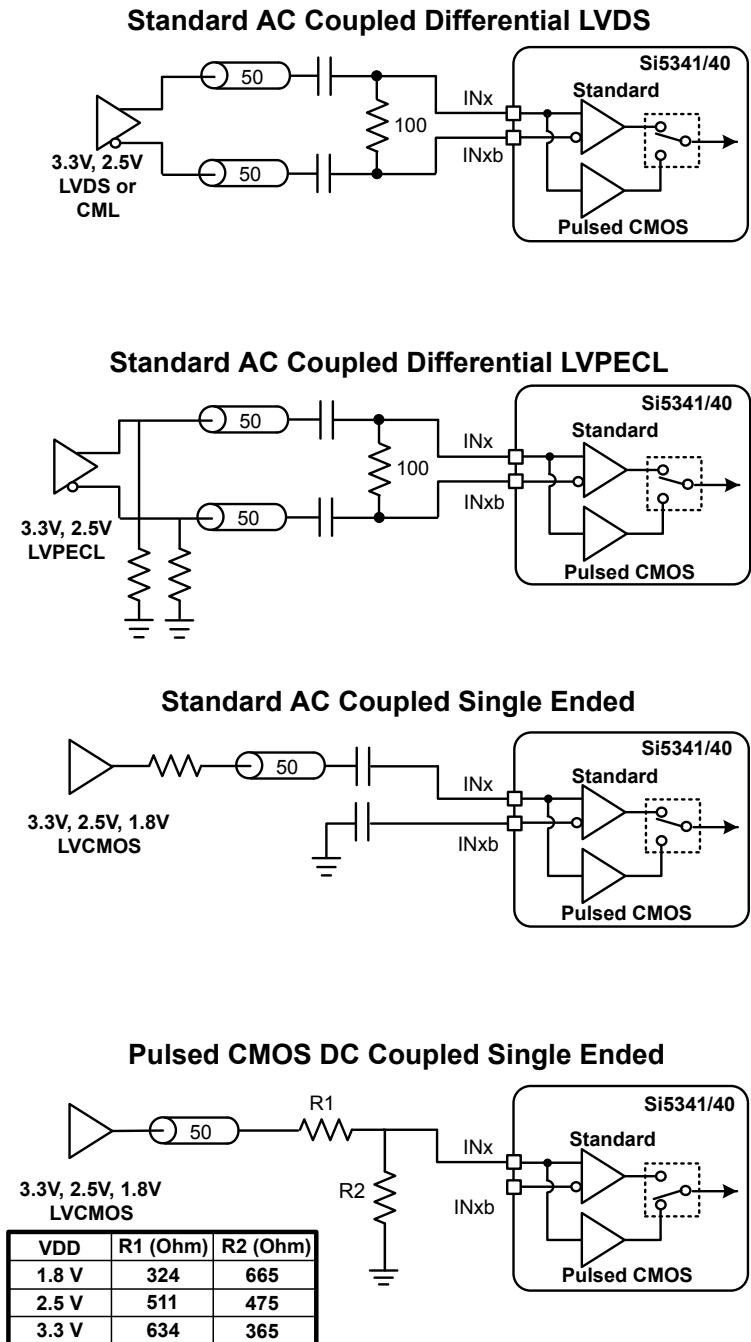 Standard AC Coupled Differential LVDS
Si5341/40
Standard
50
INx
100
50
INxb
3.3V, 2.5V
LVDS or
CML
Pulsed CMOS
Standard AC Coupled Differential LVPECL
Si5341/40
Standard
50
INx
100
50
INxb
3.3V, 2.5V
LVPECL
Pulsed CMOS
Standard AC Coupled Single Ended
Si5341/40
Standard
50
INx
3.3V, 2.5V, 1.8V
LVCMOS
INxb
Pulsed CMOS
Pulsed CMOS DC Coupled Single Ended
Si5341/40
R1
Standard
50
INx
3.3V, 2.5V, 1.8V
LVCMOS
R2
INxb
Pulsed CMOS
VDD R1 (Ohm) R2 (Ohm)
1.8 V 324 665
2.5 V 511 475
3.3 V 634 365